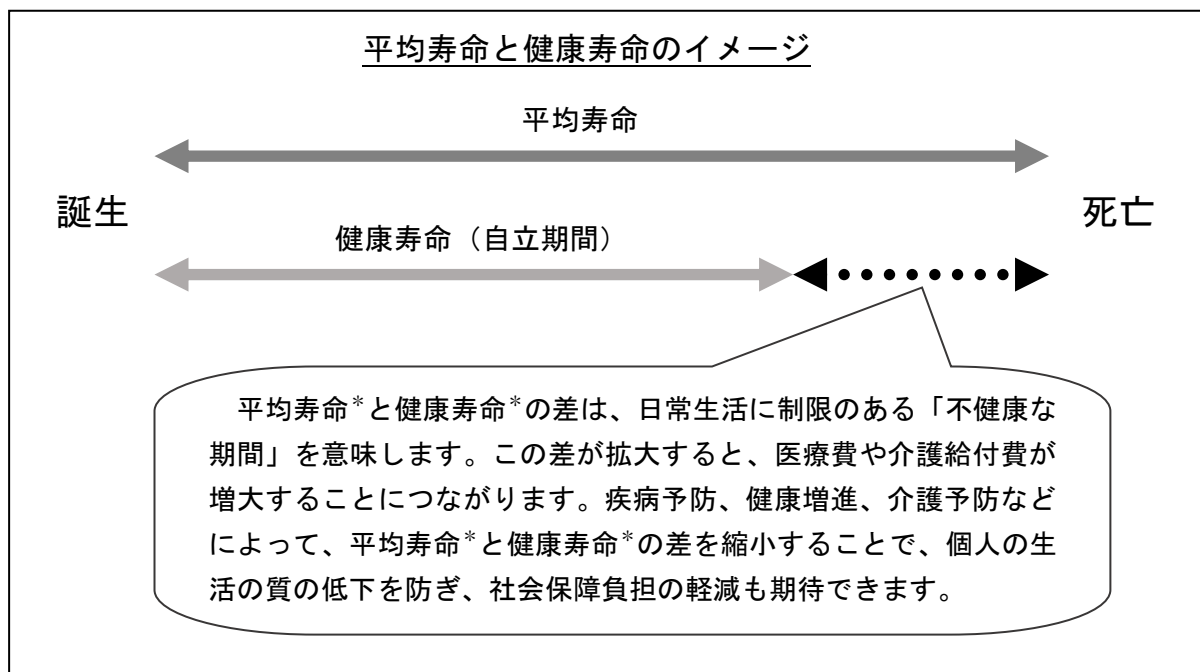 平均寿命と健康寿命のイメージ
平均寿命
誕生
死亡
健康寿命（自立期間）
平均寿命*と健康寿命*の差は、日常生活に制限のある「不健康な
期間」を意味します。この差が拡大すると、医療費や介護給付費が
増大することにつながります。疾病予防、健康増進、介護予防など
によって、平均寿命*と健康寿命*の差を縮小することで、個人の生
活の質の低下を防ぎ、社会保障負担の軽減も期待できます。